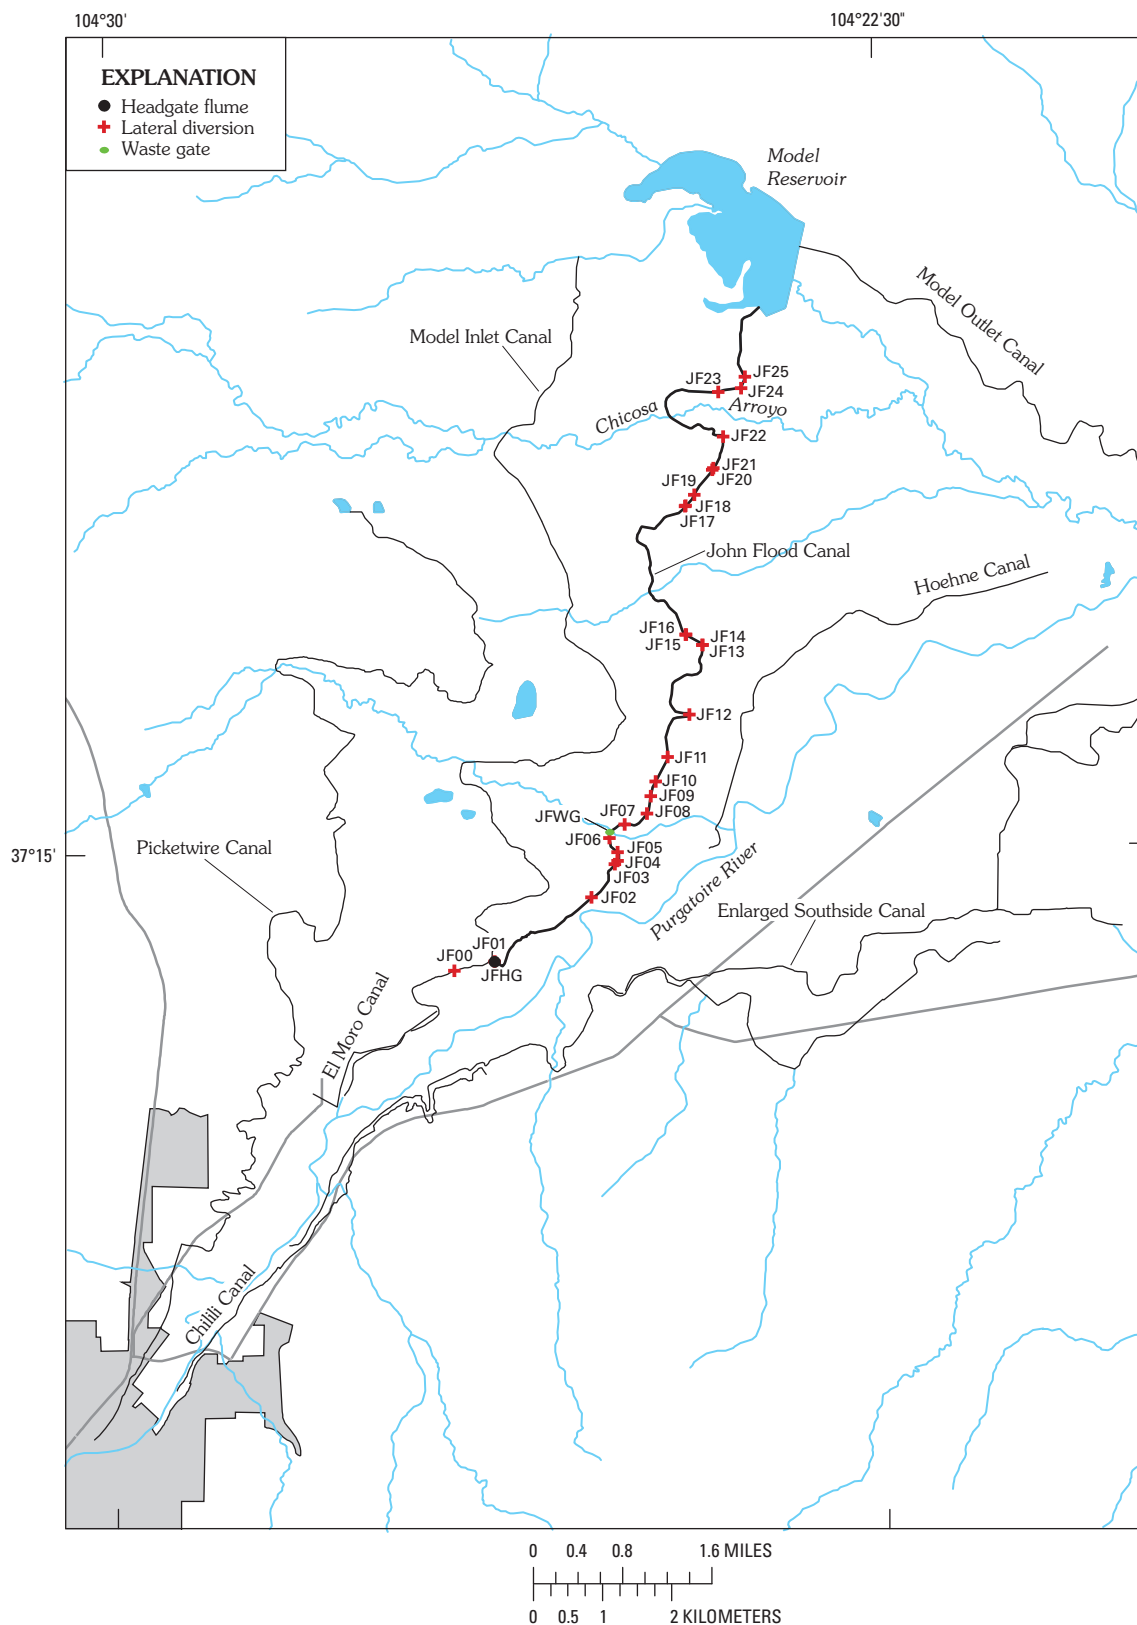 104°30'
104°22'30"
EXPLANATION
Headgate flume
Lateral diversion
Waste gate
Model
Reservoir
Model Outlet Canal
Model Inlet Canal
JF25
JF23
JF24
Chicosa
Arroyo
JF22
JF21
JF20
JF19
JF18
JF17
John Flood Canal
Hoehne Canal
JF16
JF14
JF15
JF13
JF12
JF11
JF10
JF09
JF08
JF07
JFWG
JF06
JF05
JF04
JF03
37°15'
Picketwire Canal
JF02
Purgatoire River
Enlarged Southside Canal
JF01
JF00
JFHG
El Moro Canal
Chilili Canal
0 0.4 0.8 1.6 MILES
0 0.5 1 2 KILOMETERS